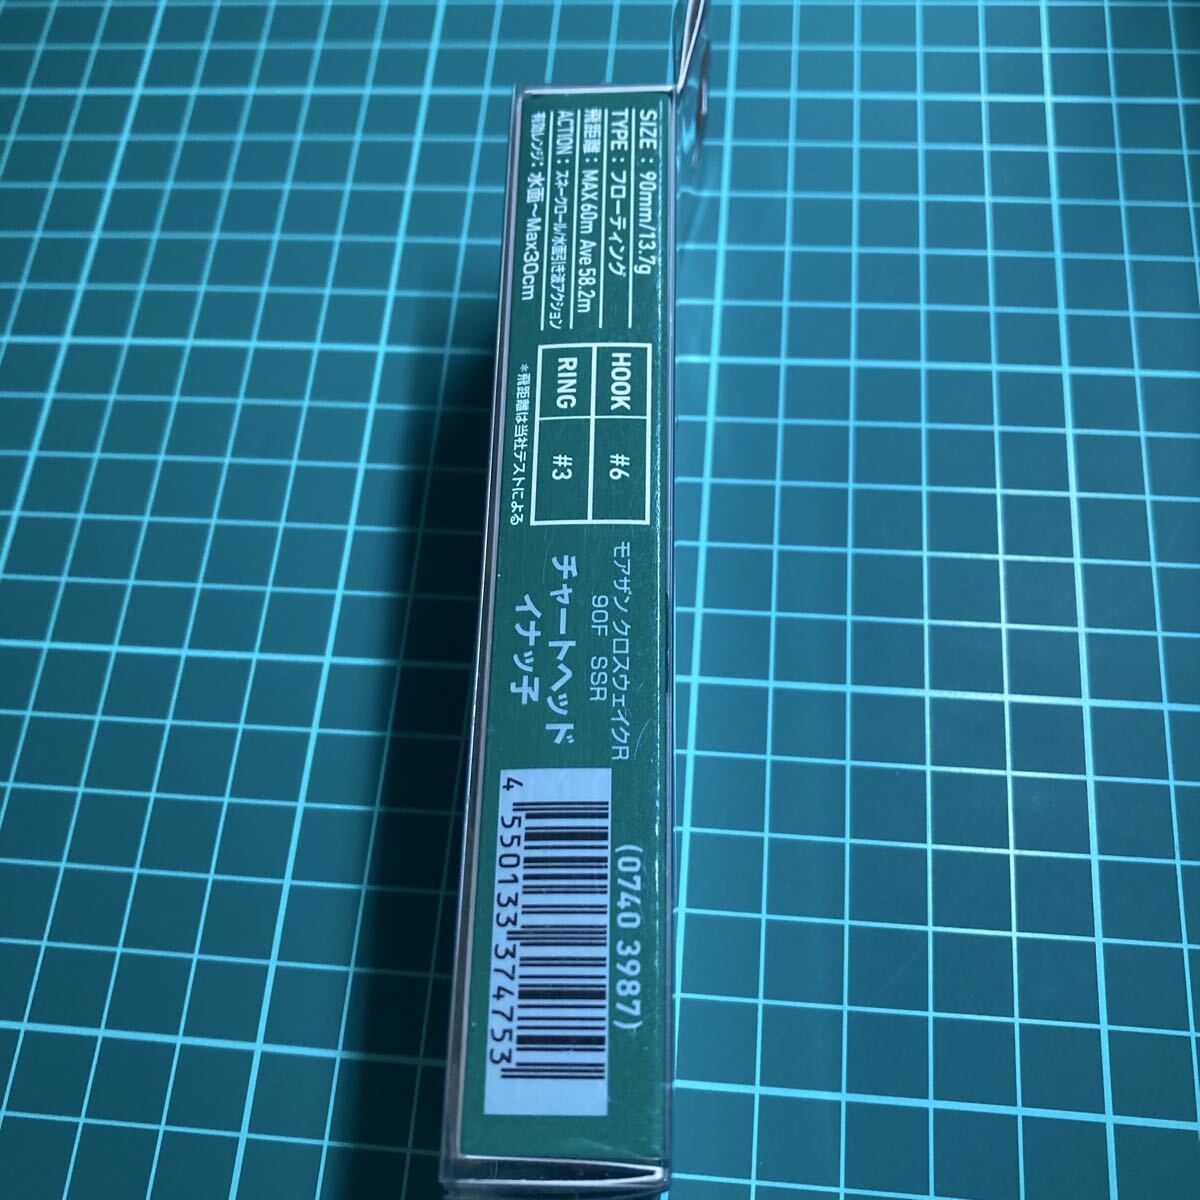 SIZE：90mm/13.7g
TYPE：フローティング
飛距離：MAX 60m Ave 58.2m
ACTION：スネークロール/水面引き波アクション
有効レンジ：水面～Max30cm
HOOK #6
RING #3
*飛距離は当社テストによる
モアザン クロスウェイクR
90F SSR
チャートヘッド
イナッ子
(0740 3987)
4 550133 374753